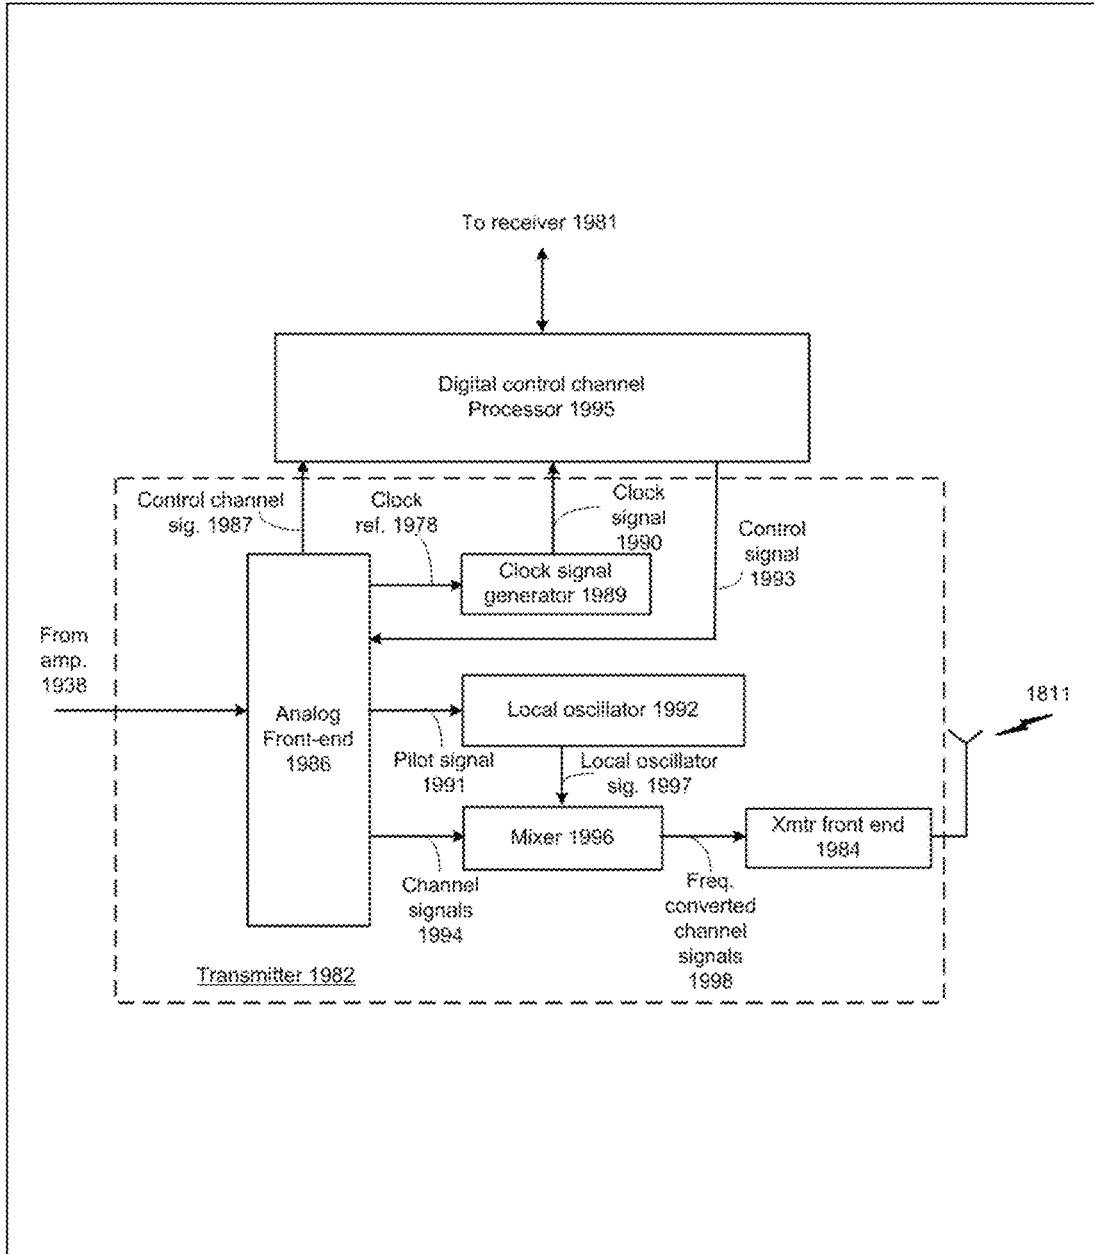 To receiver 1981
Digital control channel
Processor 1995
Control channel
sig. 1987
Clock
ref. 1978
Clock
signal
1990
Control
signal
1993
Clock signal
generator 1989
From
amp.
1938
Analog
Front-end
1986
Local oscillator 1992
1811
Pilot signal
1991
Local oscillator
sig. 1997
Mixer 1996
Xmtr front end
1984
Channel
signals
1994
Freq.
converted
channel
signals
1998
Transmitter 1982